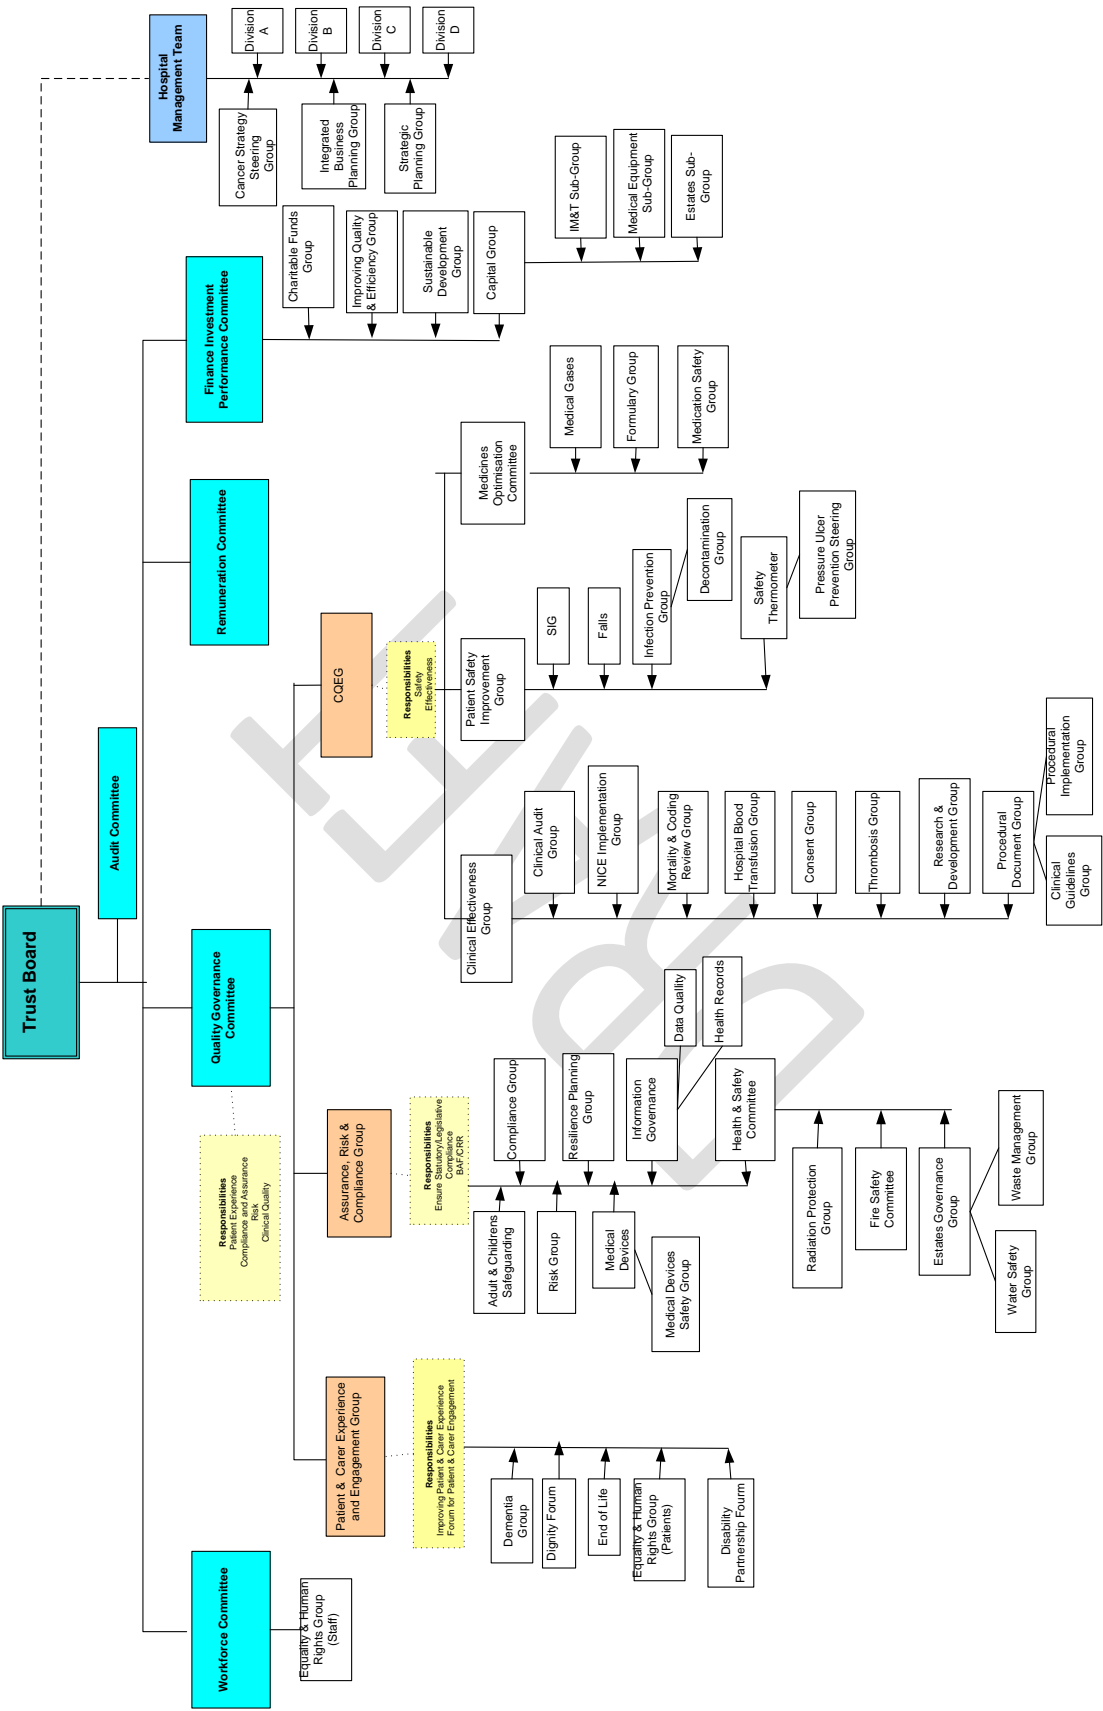 Trust Board
Audit Committee
Hospital
Management Team
Workforce Committee
Quality Governance
Committee
Remuneration Committee
Finance Investment
Performance Committee
Equality & Human
Rights Group
(Staff)
Responsibilities
Patient Experience
Compliance and Assurance
Risk
Clinical Quality
Patient & Carer Experience
and Engagement Group
Responsibilities
Improving Patient & Carer Experience
Forum for Patient & Carer Engagement
Dementia
Group
Dignity Forum
End of Life
Equality & Human
Rights Group
(Patients)
Disability
Partnership Fourm
Assurance, Risk &
Compliance Group
Responsibilities
Ensure Statutory/Legislative
Compliance
BAF/CRR
Adult & Childrens
Safeguarding
Compliance Group
Risk Group
Resilience Planning
Group
Medical
Devices
Medical Devices
Safety Group
Information
Governance
Data Quallity
Health Records
Health & Safety
Committee
Radiation Protection
Group
Fire Safety
Committee
Estates Governance
Group
Water Safety
Group
Waste Management
Group
CQEG
Responsibilities
Safety
Effectiveness
Clinical Effectiveness
Group
Clinical Audit
Group
NICE Implementation
Group
Mortality & Coding
Review Group
Hospital Blood
Transfusion Group
Consent Group
Thrombosis Group
Research &
Development Group
Procedural
Document Group
Clinical
Guidelines
Group
Procedural
Implementation
Group
Patient Safety
Improvement
Group
SIG
Falls
Infection Prevention
Group
Decontamination
Group
Safety
Thermometer
Pressure Ulcer
Prevention Steering
Group
Medicines
Optimisation
Committee
Medical Gases
Formulary Group
Medication Safety
Group
Charitable Funds
Group
Improving Quality
& Efficiency Group
Sustainable
Development
Group
Capital Group
IM&T Sub-Group
Medical Equipment
Sub-Group
Estates Sub-
Group
Cancer Strategy
Steering
Group
Integrated
Business
Planning Group
Strategic
Planning Group
Division
A
Division
B
Division
C
Division
D
DRAFT